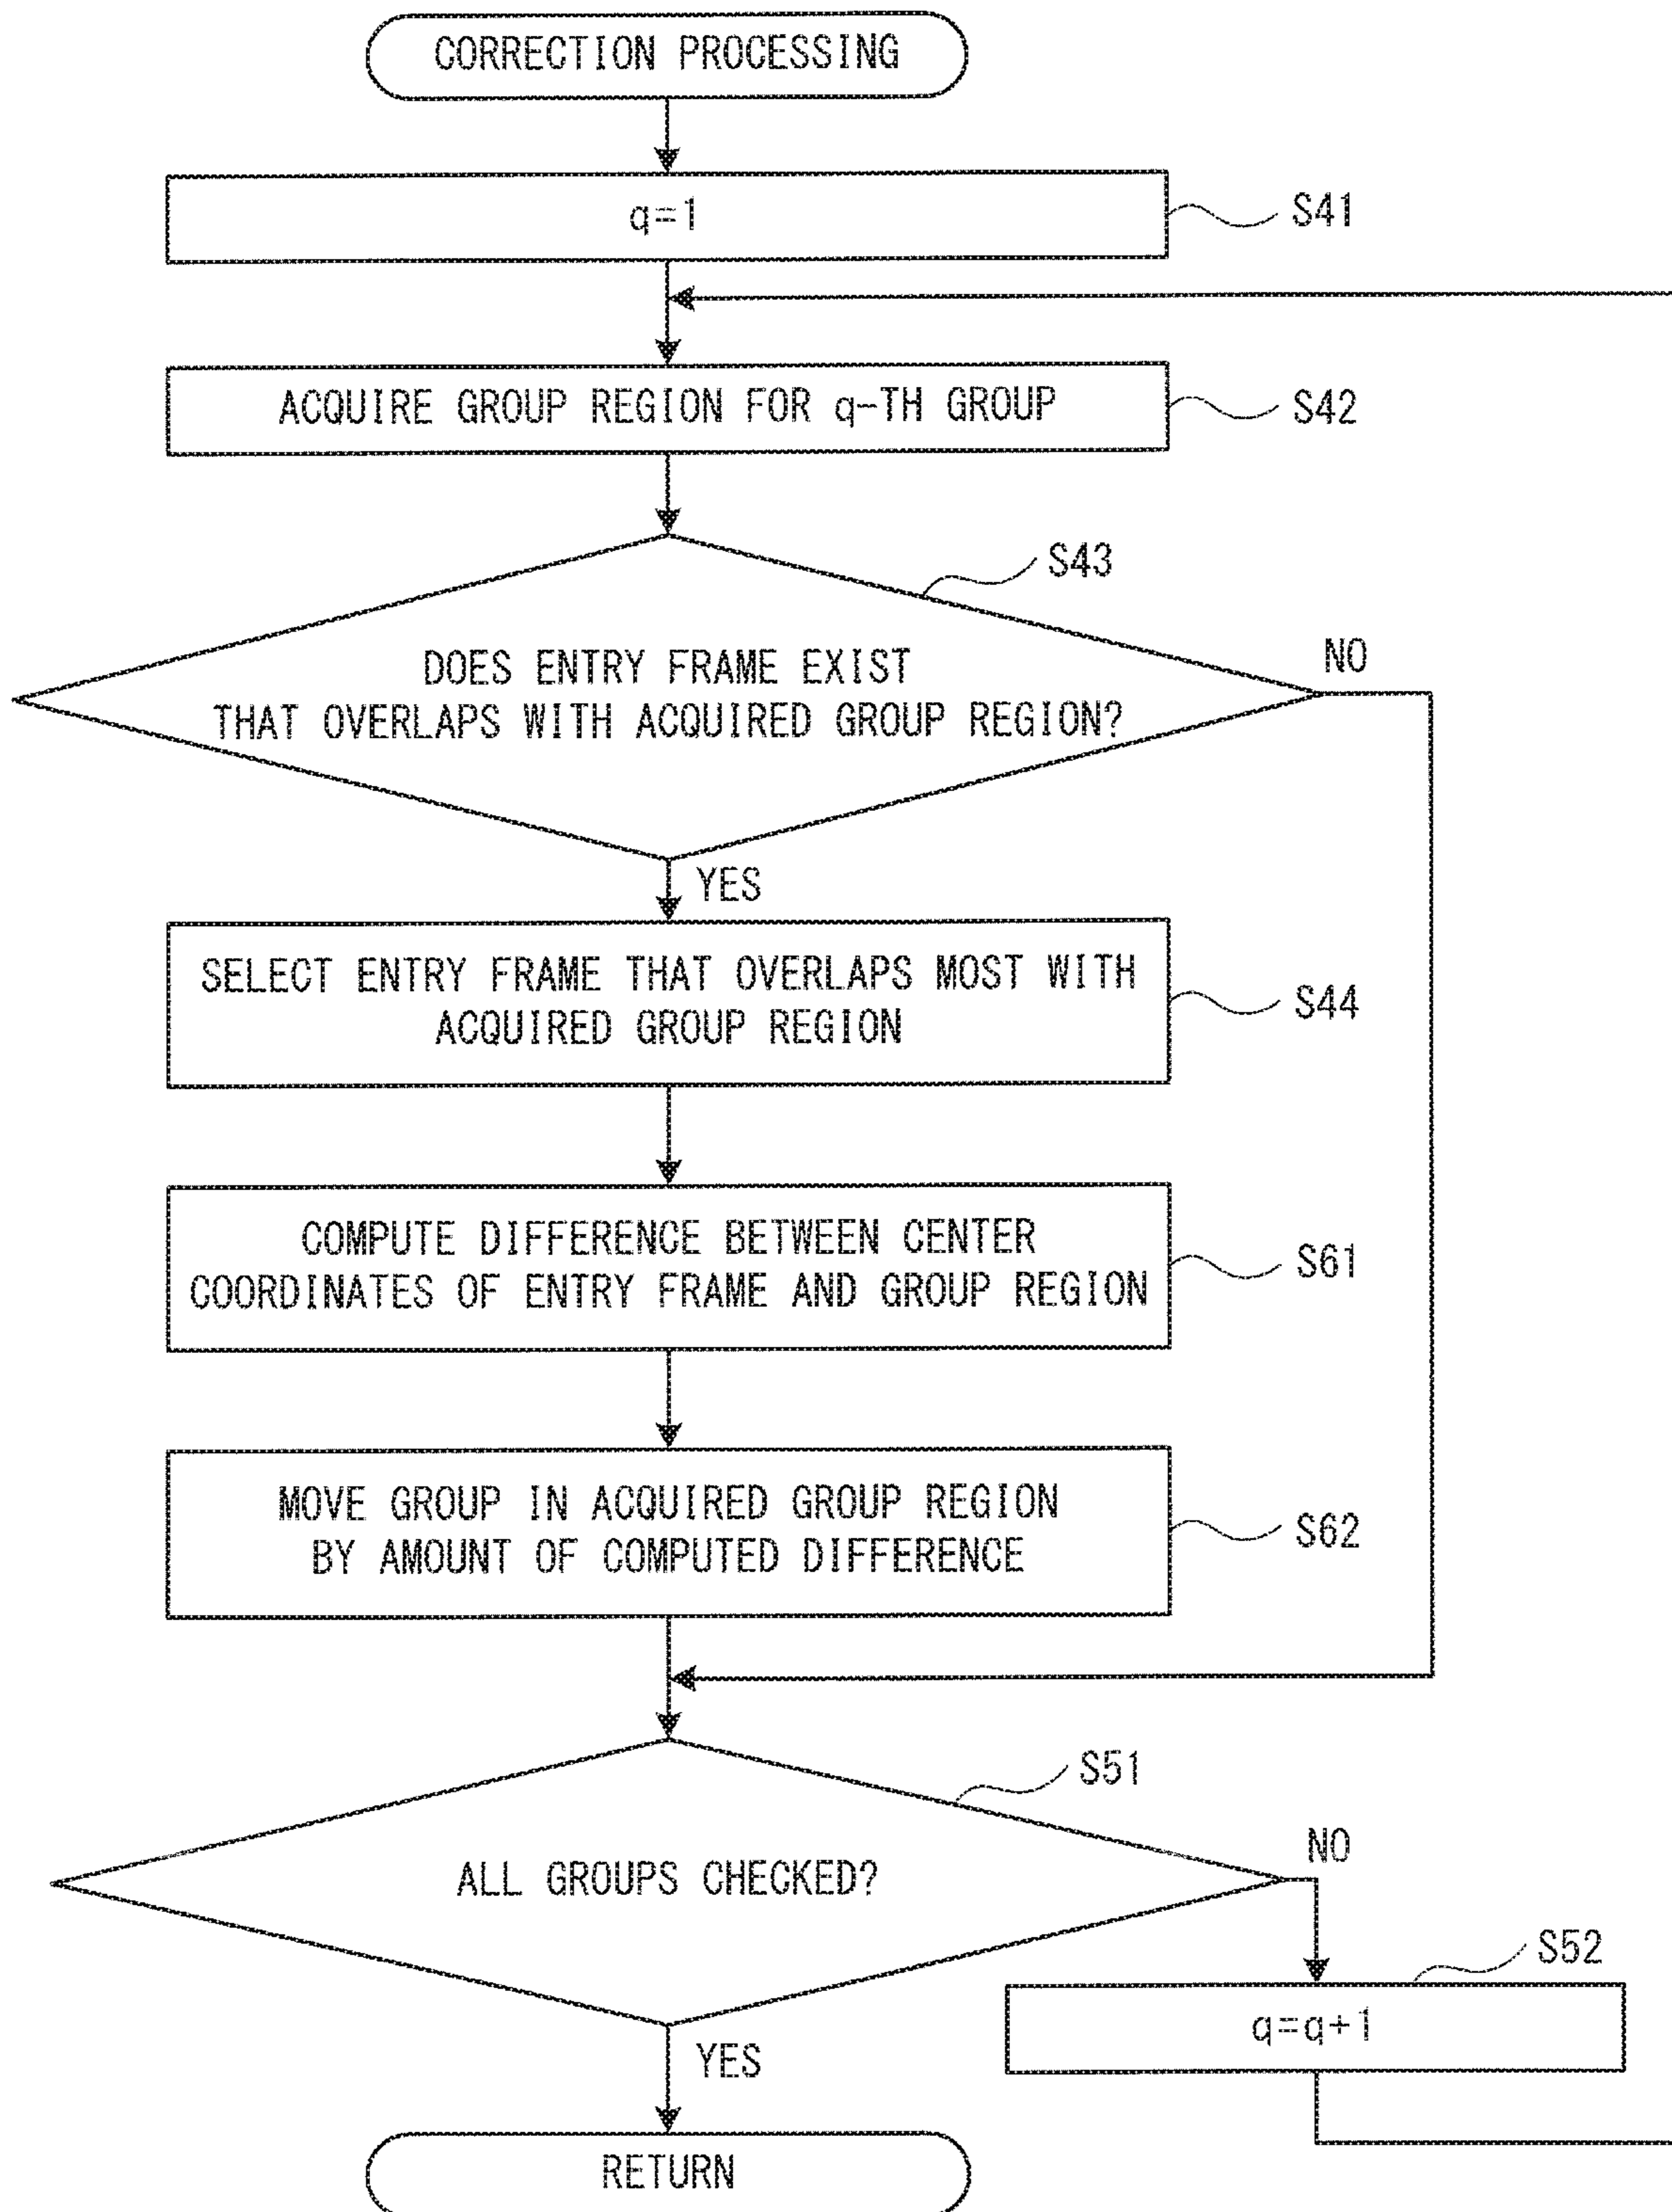 CORRECTION PROCESSING
q=1
S41
ACQUIRE GROUP REGION FOR q-TH GROUP
S42
S43
DOES ENTRY FRAME EXIST
THAT OVERLAPS WITH ACQUIRED GROUP REGION?
NO
YES
SELECT ENTRY FRAME THAT OVERLAPS MOST WITH
ACQUIRED GROUP REGION
S44
COMPUTE DIFFERENCE BETWEEN CENTER
COORDINATES OF ENTRY FRAME AND GROUP REGION
S61
MOVE GROUP IN ACQUIRED GROUP REGION
BY AMOUNT OF COMPUTED DIFFERENCE
S62
S51
ALL GROUPS CHECKED?
NO
S52
q=q+1
YES
RETURN